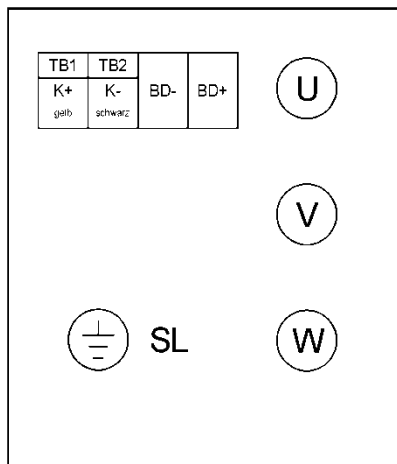 TB1 TB2
K+ K- BD- BD+ U
gelb schwarz
V
SL W